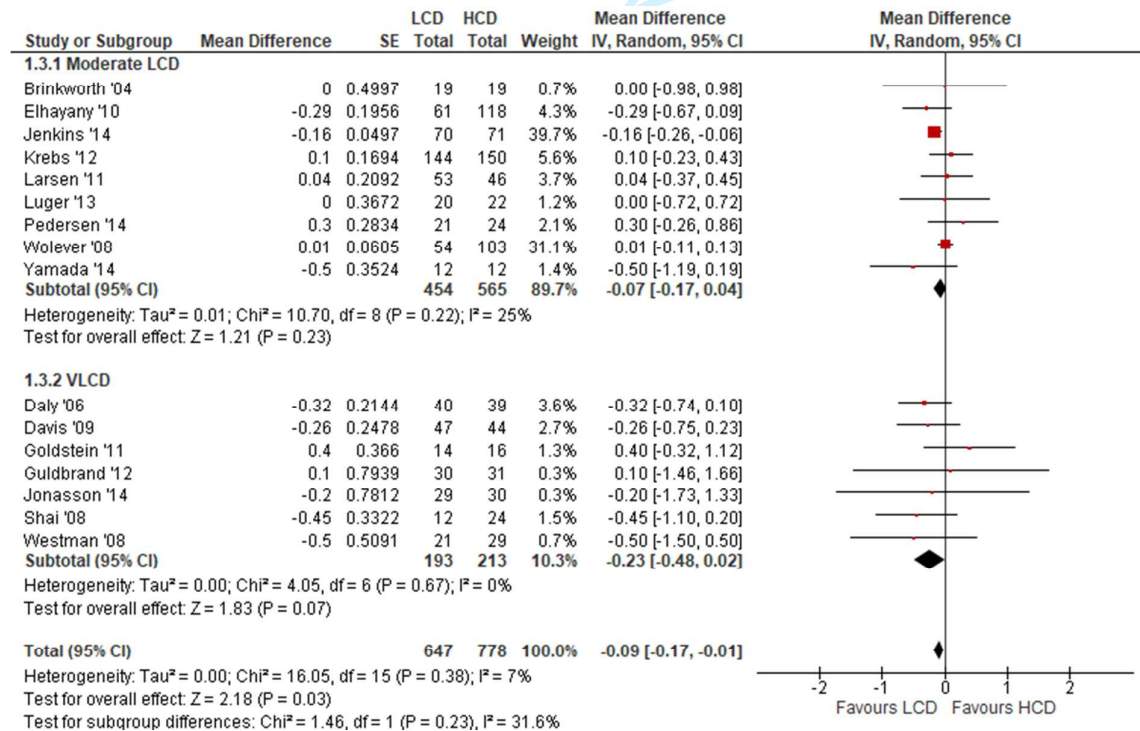 LCD HCD Mean Difference Mean Difference
Study or Subgroup Mean Difference SE Total Total Weight IV, Random, 95% CI IV, Random, 95% CI
1.3.1 Moderate LCD
Brinkworth '04 0 0.4997 19 19 0.7% 0.00 [-0.98, 0.98]
Elhayany '10 -0.29 0.1956 61 118 4.3% -0.29 [-0.67, 0.09]
Jenkins '14 -0.16 0.0497 70 71 39.7% -0.16 [-0.26, -0.06]
Krebs '12 0.1 0.1694 144 150 5.6% 0.10 [-0.23, 0.43]
Larsen '11 0.04 0.2092 53 46 3.7% 0.04 [-0.37, 0.45]
Luger '13 0 0.3672 20 22 1.2% 0.00 [-0.72, 0.72]
Pedersen '14 0.3 0.2834 21 24 2.1% 0.30 [-0.26, 0.86]
Wolever '08 0.01 0.0605 54 103 31.1% 0.01 [-0.11, 0.13]
Yamada '14 -0.5 0.3524 12 12 1.4% -0.50 [-1.19, 0.19]
Subtotal (95% CI) 454 565 89.7% -0.07 [-0.17, 0.04]
Heterogeneity: Tau² = 0.01; Chi² = 10.70, df = 8 (P = 0.22); I² = 25%
Test for overall effect: Z = 1.21 (P = 0.23)
1.3.2 VLCD
Daly '06 -0.32 0.2144 40 39 3.6% -0.32 [-0.74, 0.10]
Davis '09 -0.26 0.2478 47 44 2.7% -0.26 [-0.75, 0.23]
Goldstein '11 0.4 0.366 14 16 1.3% 0.40 [-0.32, 1.12]
Guldbrand '12 0.1 0.7939 30 31 0.3% 0.10 [-1.46, 1.66]
Jonasson '14 -0.2 0.7812 29 30 0.3% -0.20 [-1.73, 1.33]
Shai '08 -0.45 0.3322 12 24 1.5% -0.45 [-1.10, 0.20]
Westman '08 -0.5 0.5091 21 29 0.7% -0.50 [-1.50, 0.50]
Subtotal (95% CI) 193 213 10.3% -0.23 [-0.48, 0.02]
Heterogeneity: Tau² = 0.00; Chi² = 4.05, df = 6 (P = 0.67); I² = 0%
Test for overall effect: Z = 1.83 (P = 0.07)
Total (95% CI) 647 778 100.0% -0.09 [-0.17, -0.01]
Heterogeneity: Tau² = 0.00; Chi² = 16.05, df = 15 (P = 0.38); I² = 7%
Test for overall effect: Z = 2.18 (P = 0.03)
Test for subgroup differences: Chi² = 1.46, df = 1 (P = 0.23), I² = 31.6%
-2 -1 0 1 2
Favours LCD Favours HCD